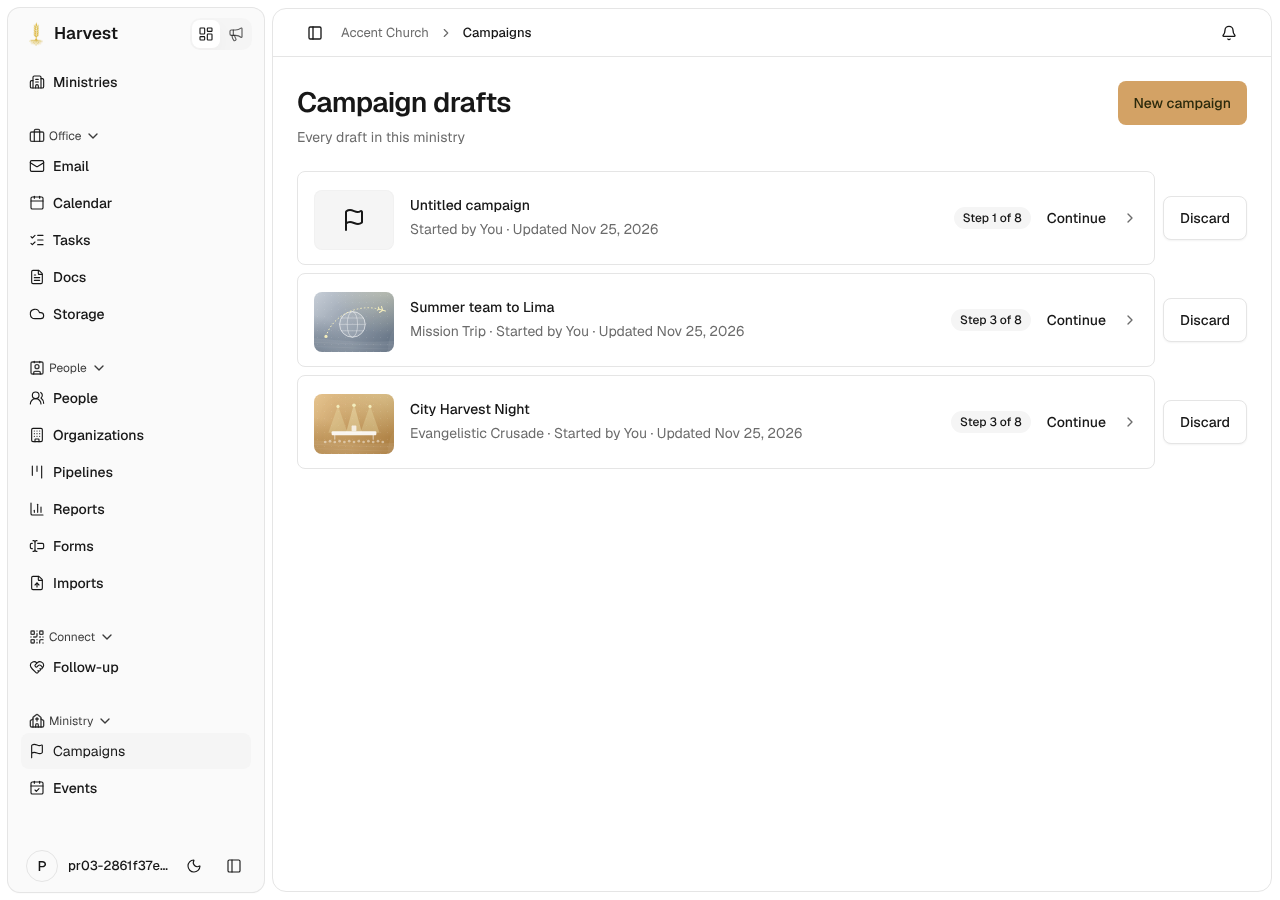 Harvest
Ministries
Office
Email
Calendar
Tasks
Docs
Storage
People
People
Organizations
Pipelines
Reports
Forms
Imports
Connect
Follow-up
Ministry
Campaigns
Events
P
pr03-2861f37e...
Accent Church
Campaigns
Campaign drafts
New campaign
Every draft in this ministry
Untitled campaign
Started by You · Updated Nov 25, 2026
Step 1 of 8
Continue
Discard
Summer team to Lima
Mission Trip · Started by You · Updated Nov 25, 2026
Step 3 of 8
Continue
Discard
City Harvest Night
Evangelistic Crusade · Started by You · Updated Nov 25, 2026
Step 3 of 8
Continue
Discard